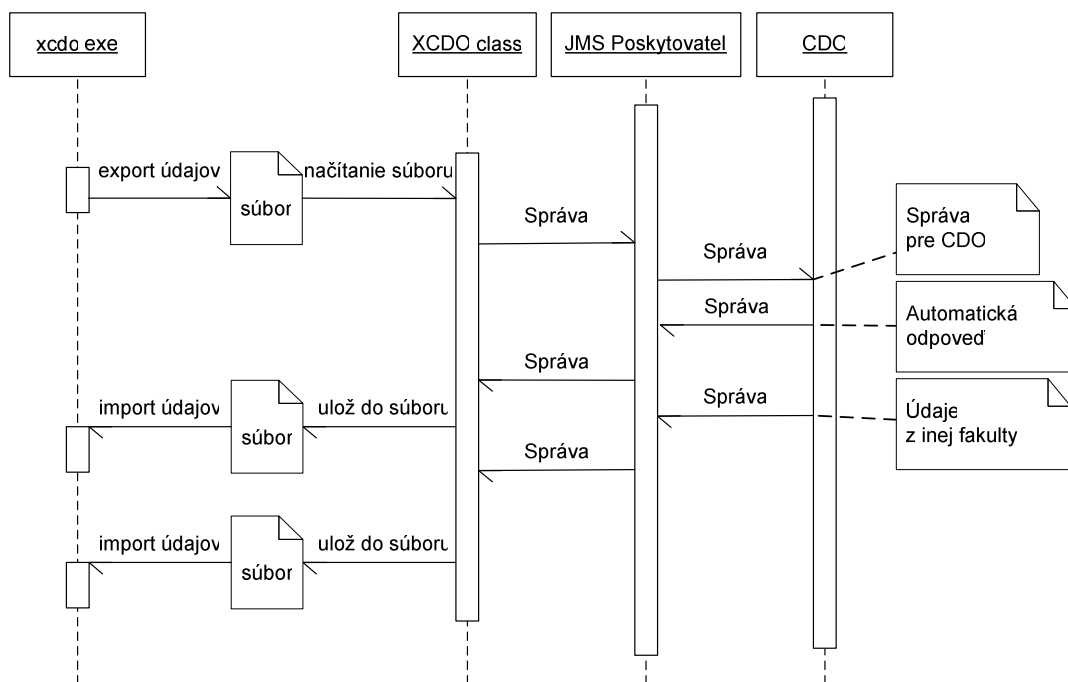 xcdo exe
XCDO class
JMS Poskytovatel
CDO
export údajov
súbor
načítanie súboru
Správa
Správa
Správa
pre CDO
Správa
Automatická
odpoveď
Správa
Správa
Údaje
z inej fakulty
import údajov
súbor
ulož do súboru
Správa
import údajov
súbor
ulož do súboru